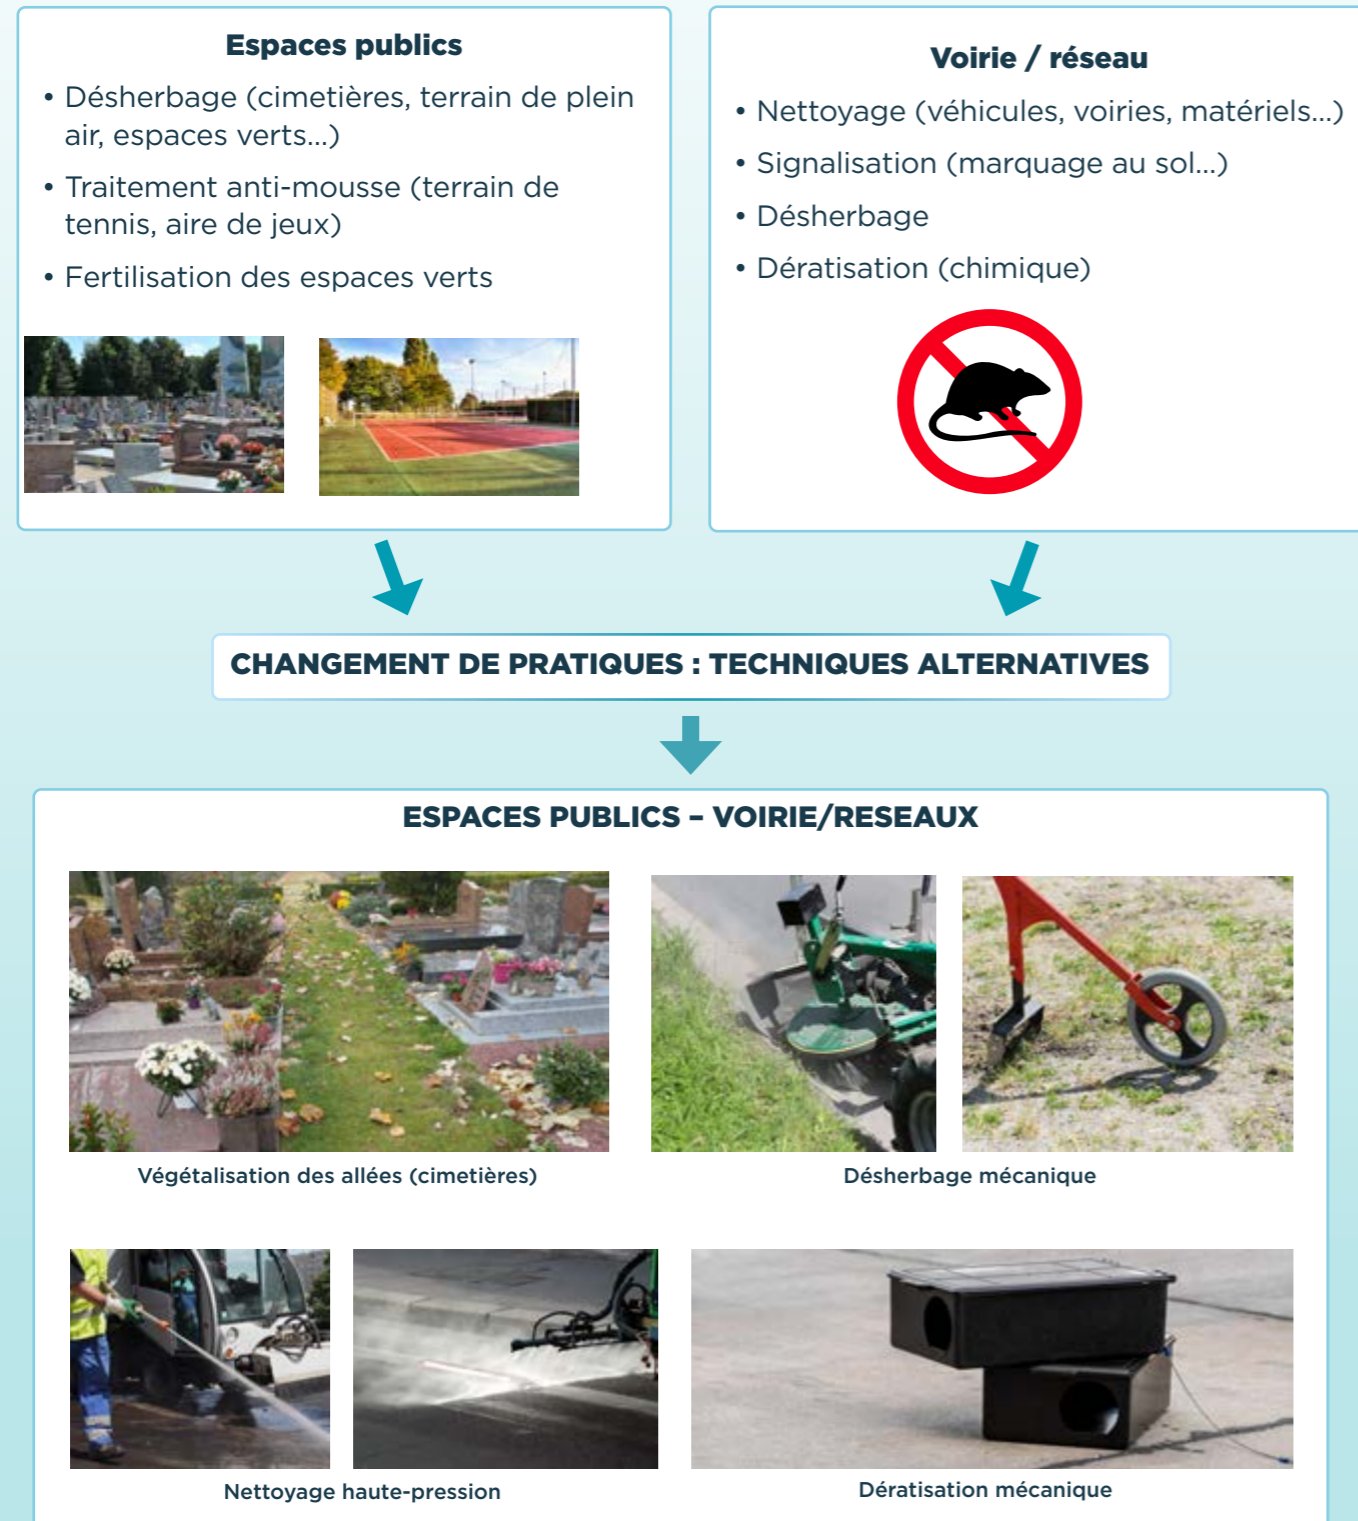 Espaces publics
• Désherbage (cimetières, terrain de plein
air, espaces verts...)
• Traitement anti-mousse (terrain de
tennis, aire de jeux)
• Fertilisation des espaces verts
Voirie / réseau
• Nettoyage (véhicules, voiries, matériels...)
• Signalisation (marquage au sol...)
• Désherbage
• Dératisation (chimique)
CHANGEMENT DE PRATIQUES : TECHNIQUES ALTERNATIVES
ESPACES PUBLICS – VOIRIE/RESEAUX
Végétalisation des allées (cimetières)
Désherbage mécanique
Nettoyage haute-pression
Dératisation mécanique